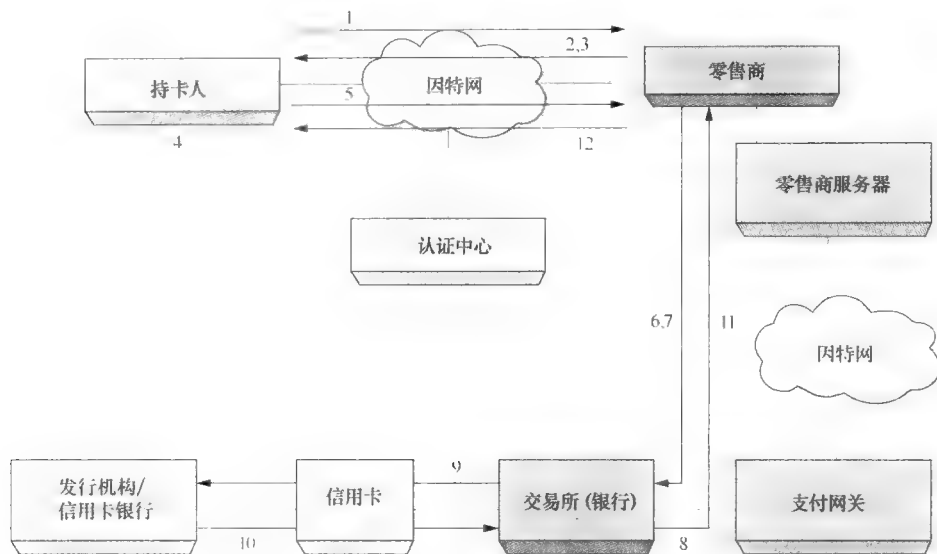 1
2,3
零售商
持卡人
因特网
5
4
12
零售商服务器
认证中心
6,7
11
因特网
发行机构/
信用卡银行
信用卡
9
交易所 (银行)
支付网关
10
8